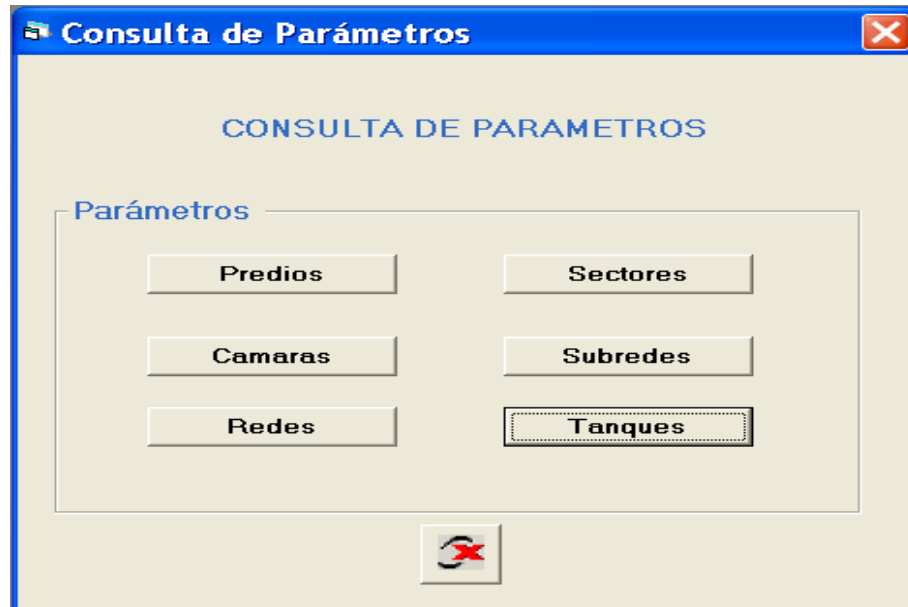 Consulta de Parámetros
CONSULTA DE PARAMETROS
Parámetros
Predios Sectores
Camaras Subredes
Redes Tanques